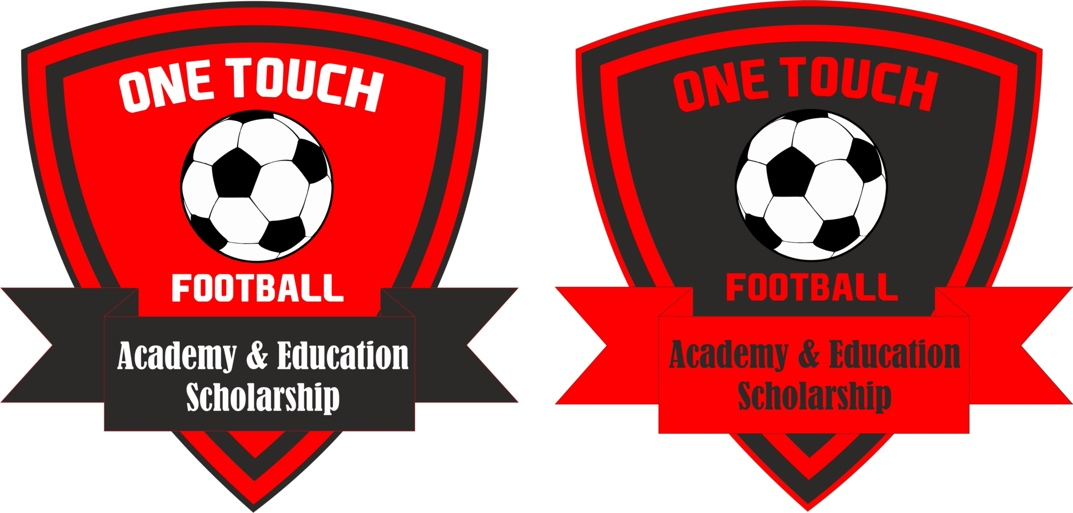 ONE TOUCH
FOOTBALL
Academy & Education
Scholarship
ONE TOUCH
FOOTBALL
Academy & Education
Scholarship